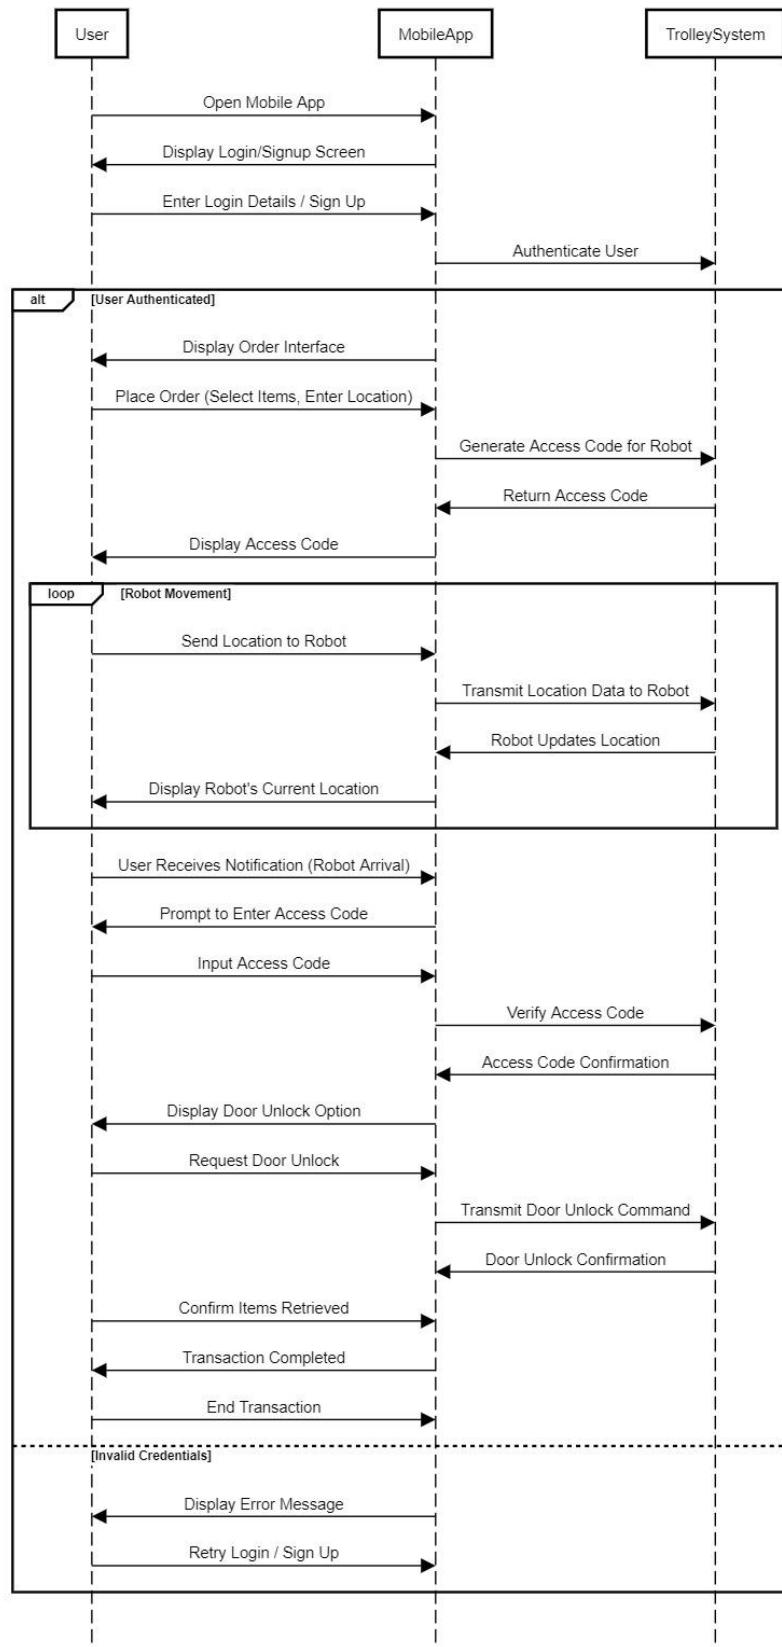 User
MobileApp
TrolleySystem
Open Mobile App
Display Login/Signup Screen
Enter Login Details / Sign Up
Authenticate User
alt
[User Authenticated]
Display Order Interface
Place Order (Select Items, Enter Location)
Generate Access Code for Robot
Return Access Code
Display Access Code
loop
[Robot Movement]
Send Location to Robot
Transmit Location Data to Robot
Robot Updates Location
Display Robot's Current Location
User Receives Notification (Robot Arrival)
Prompt to Enter Access Code
Input Access Code
Verify Access Code
Access Code Confirmation
Display Door Unlock Option
Request Door Unlock
Transmit Door Unlock Command
Door Unlock Confirmation
Confirm Items Retrieved
Transaction Completed
End Transaction
[Invalid Credentials]
Display Error Message
Retry Login / Sign Up